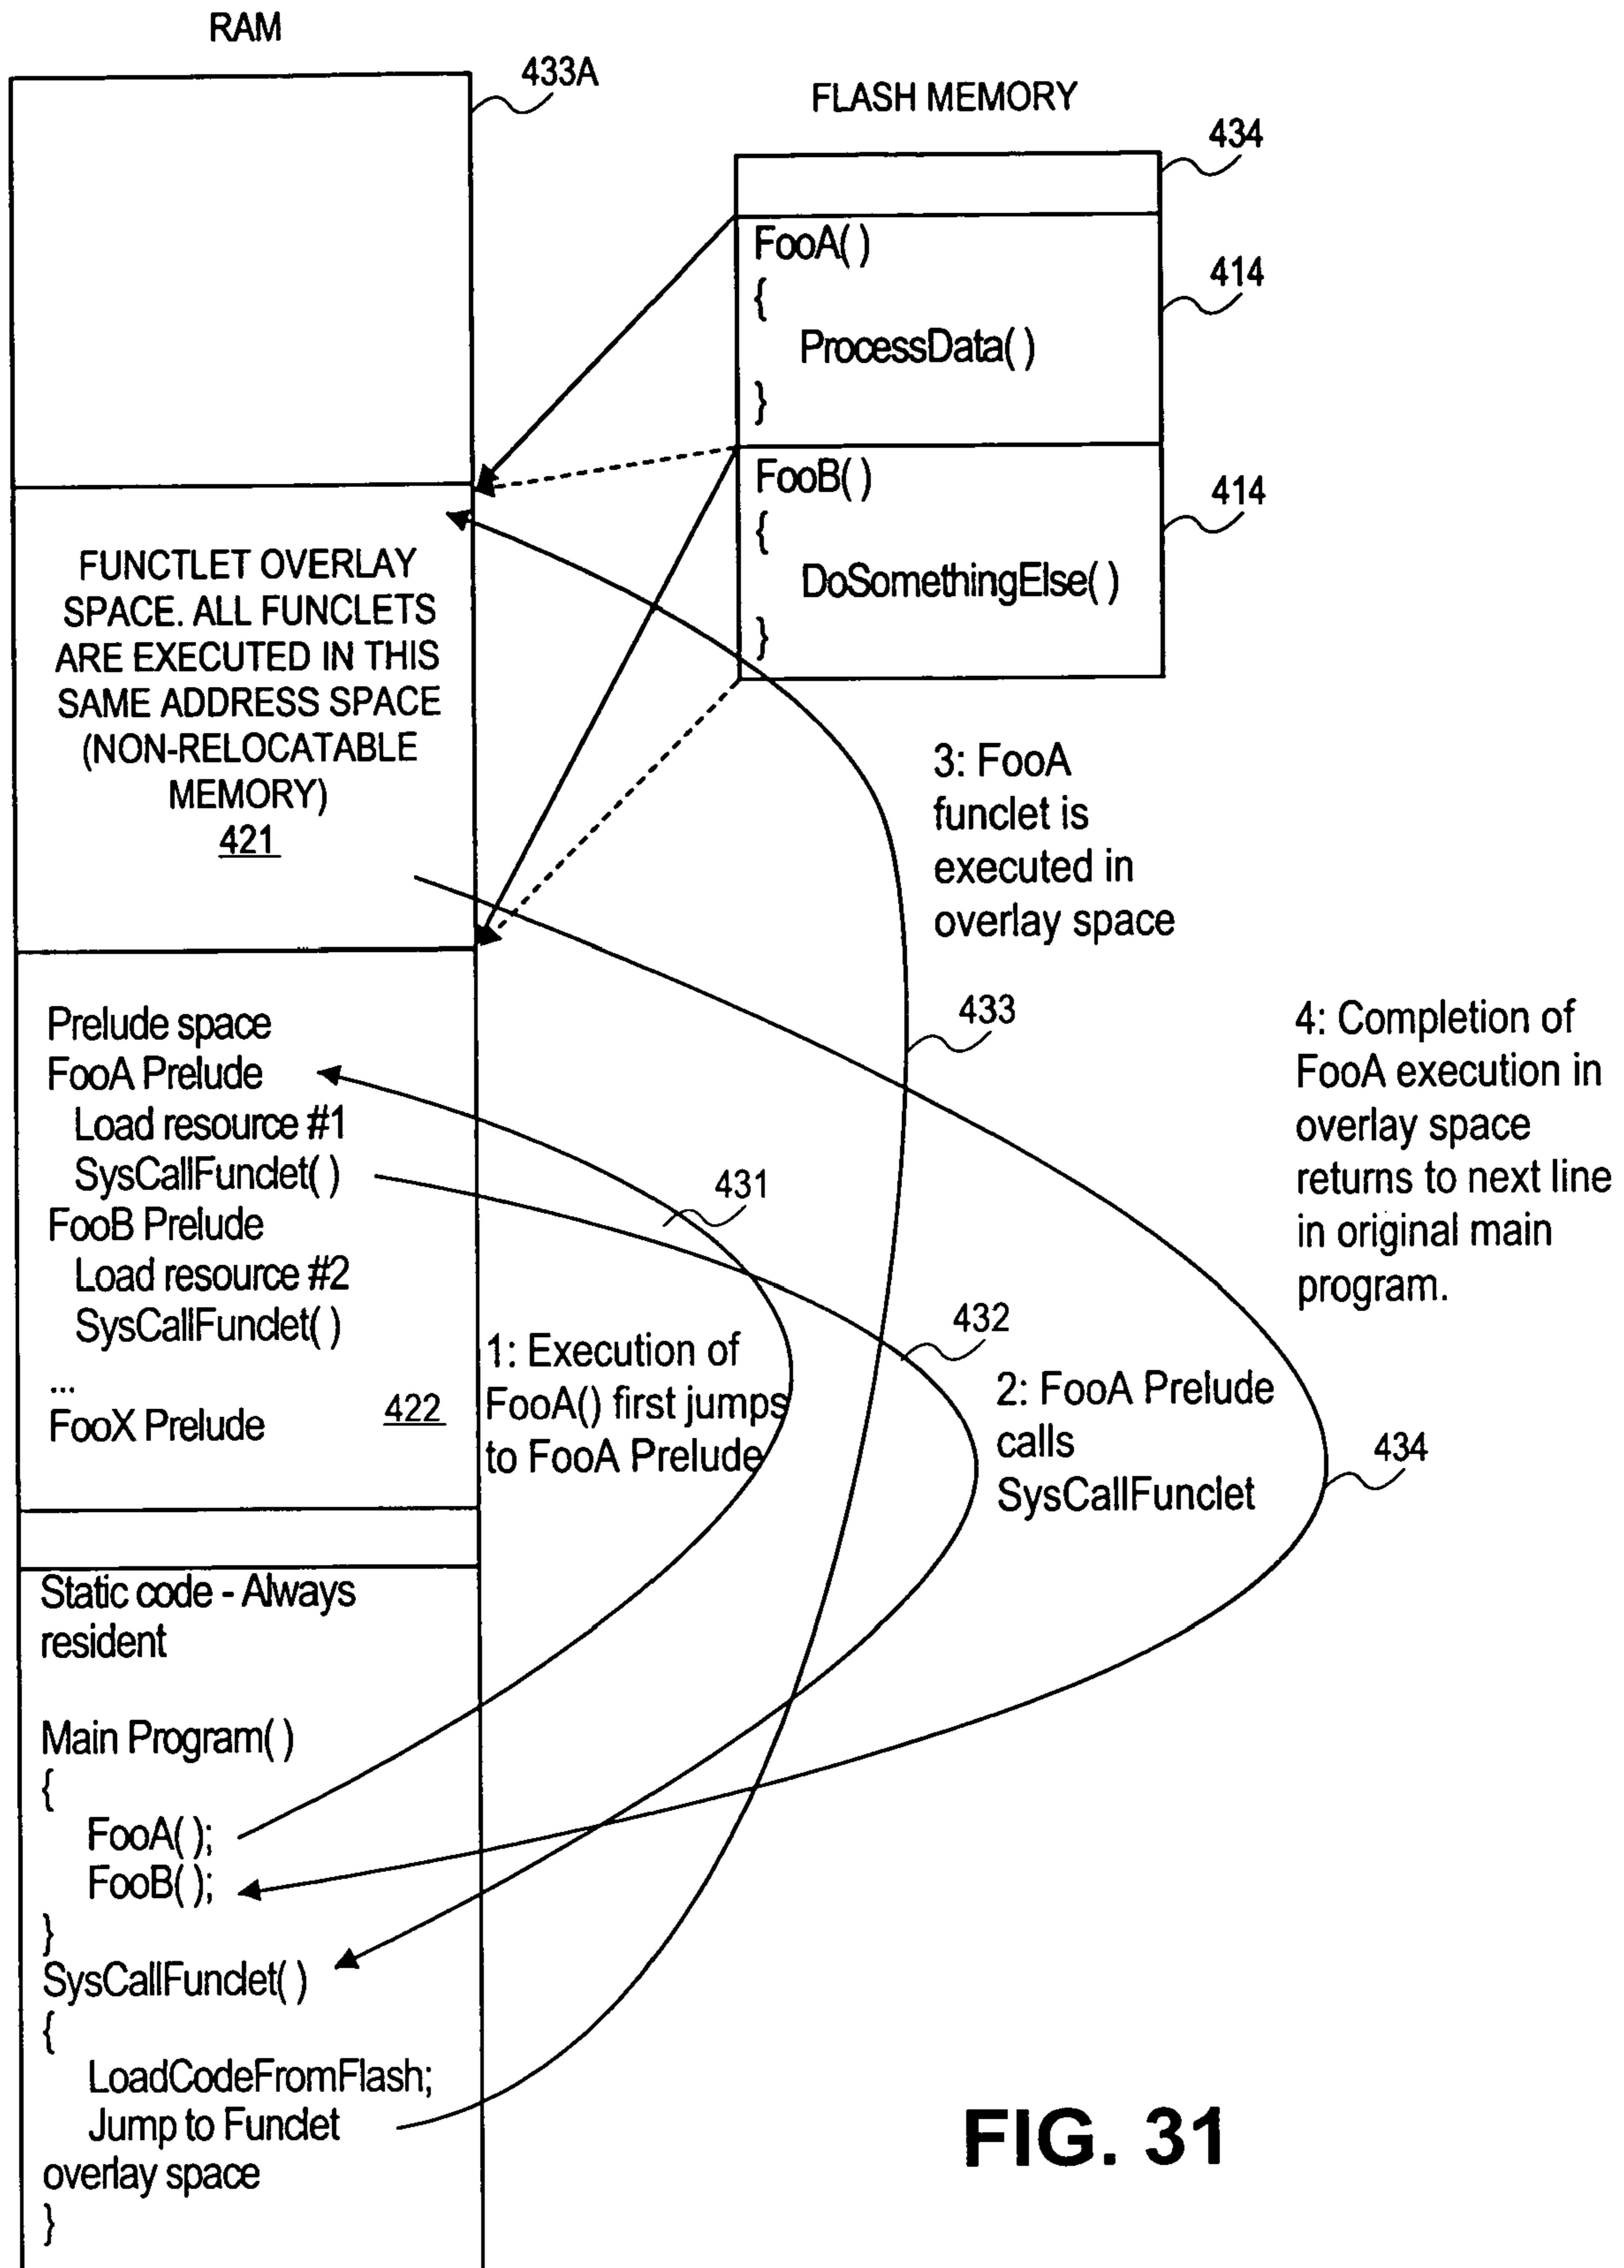 RAM
433A
FLASH MEMORY
434
FooA()
{
ProcessData()
}
414
FooB()
{
DoSomethingElse()
}
414
FUNCTLET OVERLAY
SPACE. ALL FUNCLETS
ARE EXECUTED IN THIS
SAME ADDRESS SPACE
(NON-RELOCATABLE
MEMORY)
421
3: FooA
funclet is
executed in
overlay space
433
4: Completion of
FooA execution in
overlay space
returns to next line
in original main
program.
Prelude space
FooA Prelude
Load resource #1
SysCallFunclet()
FooB Prelude
Load resource #2
SysCallFunclet()
...
FooX Prelude
422
431
1: Execution of
FooA() first jumps
to FooA Prelude
432
2: FooA Prelude
calls
SysCallFunclet
434
Static code - Always
resident
Main Program()
{
FooA();
FooB();
}
SysCallFunclet()
{
LoadCodeFromFlash;
Jump to Funclet
overlay space
}
FIG. 31